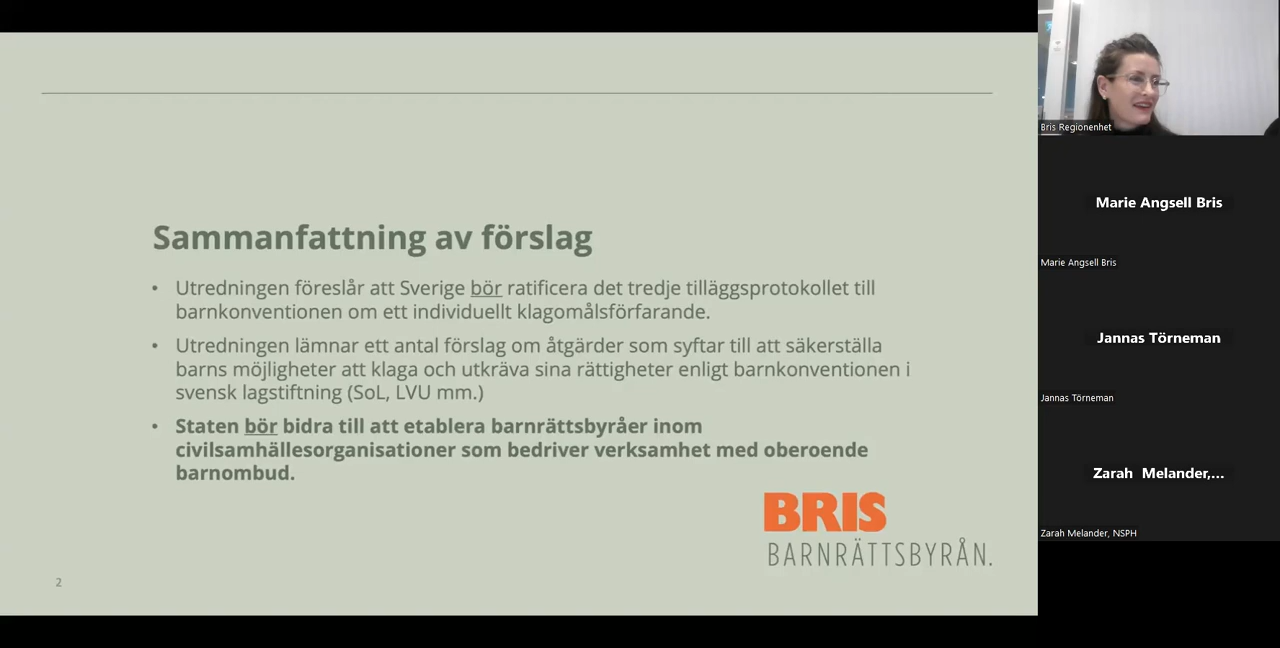 Sammanfattning av förslag
• Utredningen föreslår att Sverige bör ratificera det tredje tilläggsprotokollet till
barnkonventionen om ett individuellt klagomålsförfarande.
• Utredningen lämnar ett antal förslag om åtgärder som syftar till att säkerställa
barns möjligheter att klaga och utkräva sina rättigheter enligt barnkonventionen i
svensk lagstiftning (SoL, LVU mm.)
• Staten bör bidra till att etablera barnrättsbyråer inom
civilsamhällesorganisationer som bedriver verksamhet med oberoende
barnombud.
BRIS
BARNRÄTTSBYRÅN.
2
Bris Regionenhet
Marie Angsell Bris
Marie Angsell Bris
Jannas Törneman
Jannas Törneman
Zarah Melander,...
Zarah Melander, NSPH